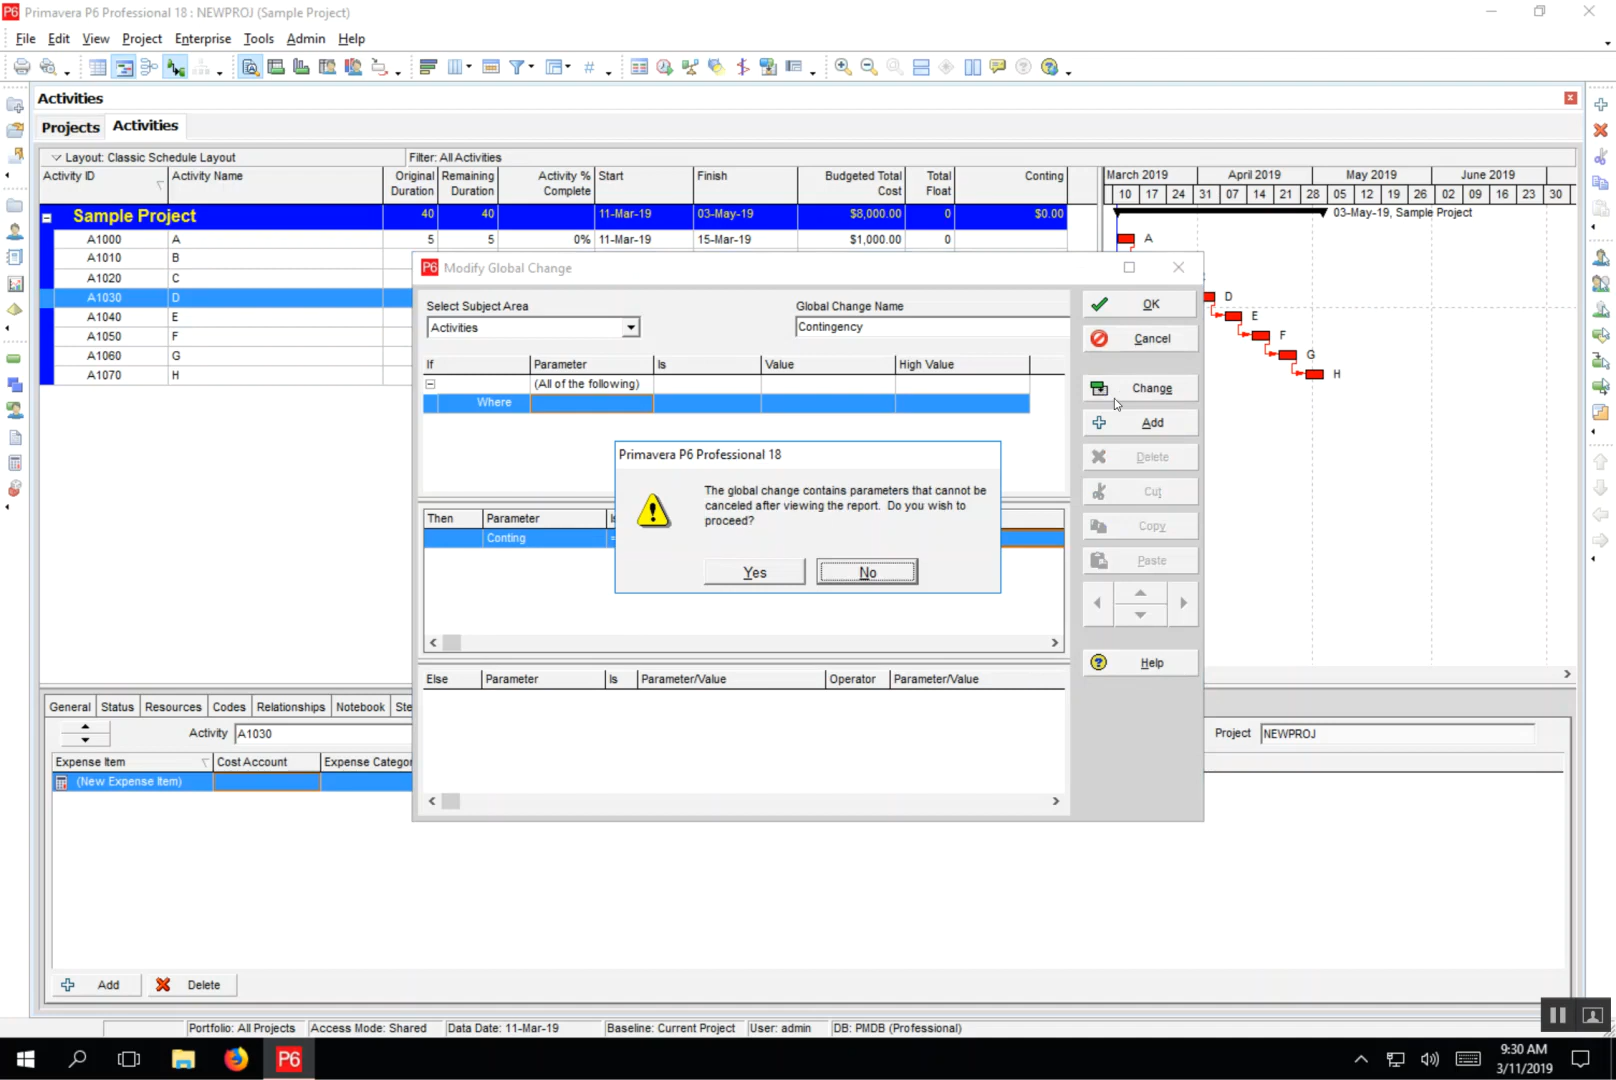 P6 Primavera P6 Professional 18 : NEWPROJ (Sample Project)
File Edit View Project Enterprise Tools Admin Help
Activities
Projects Activities
Layout: Classic Schedule Layout Filter: All Activities
Activity ID Activity Name Original Duration Remaining Duration Activity % Complete Start Finish Budgeted Total Cost Total Float Conting
March 2019 April 2019 May 2019 June 2019
10 17 24 31 07 14 21 28 05 12 19 26 02 09 16 23 30
Sample Project 40 40 11-Mar-19 03-May-19 $8,000.00 0 $0.00 03-May-19, Sample Project
A1000 A 5 5 0% 11-Mar-19 15-Mar-19 $1,000.00 0 A
A1010 B
A1020 C
A1030 D D
A1040 E E
A1050 F F
A1060 G G
A1070 H H
P6 Modify Global Change
Select Subject Area Global Change Name
Activities Contingency
If Parameter Is Value High Value
(All of the following)
Where
OK
Cancel
Change
Add
Delete
Cut
Copy
Paste
Help
Primavera P6 Professional 18
The global change contains parameters that cannot be
canceled after viewing the report. Do you wish to
proceed?
Yes No
Then Parameter
Conting
Else Parameter Is Parameter/Value Operator Parameter/Value
General Status Resources Codes Relationships Notebook
Activity A1030 Project NEWPROJ
Expense Item Cost Account
(New Expense Item)
Add Delete
Portfolio: All Projects Access Mode: Shared Data Date: 11-Mar-19 Baseline: Current Project User: admin DB: PMDB (Professional)
P6
9:30 AM
3/11/2019